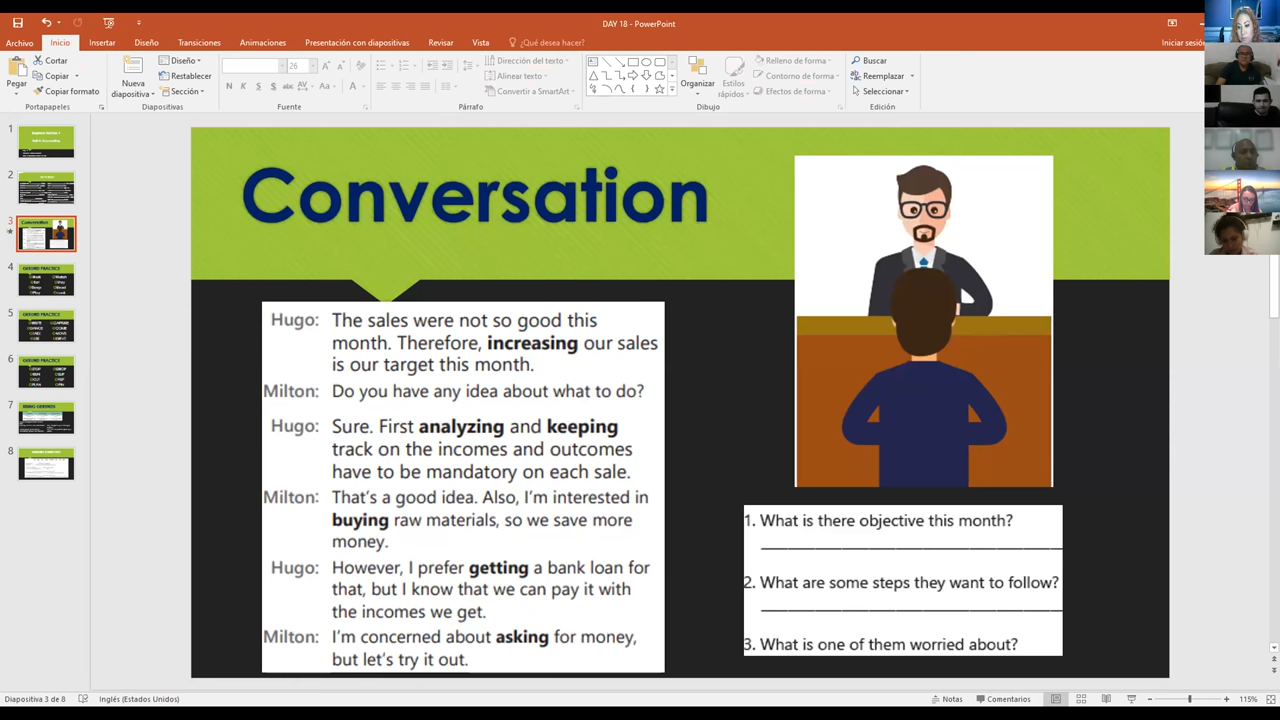 DAY 18 - PowerPoint
Archivo
Inicio
Insertar
Diseño
Transiciones
Animaciones
Presentación con diapositivas
Revisar
Vista
¿Qué desea hacer?
Iniciar sesión
Pegar
Cortar
Copiar
Copiar formato
Portapapeles
Nueva
diapositiva
Diseño
Restablecer
Sección
Diapositivas
26
N
Fuente
Dirección del texto
Alinear texto
Convertir a SmartArt
Párrafo
Organizar
Estilos
rápidos
Relleno de forma
Contorno de forma
Efectos de forma
Dibujo
Buscar
Reemplazar
Seleccionar
Edición
1
2
3
4
5
6
7
8
Conversation
Hugo: The sales were not so good this
month. Therefore, increasing our sales
is our target this month.
Milton: Do you have any idea about what to do?
Hugo: Sure. First analyzing and keeping
track on the incomes and outcomes
have to be mandatory on each sale.
Milton: That's a good idea. Also, I'm interested in
buying raw materials, so we save more
money.
Hugo: However, I prefer getting a bank loan for
that, but I know that we can pay it with
the incomes we get.
Milton: I'm concerned about asking for money,
but let's try it out.
1. What is there objective this month?
2. What are some steps they want to follow?
3. What is one of them worried about?
Diapositiva 3 de 8
Inglés (Estados Unidos)
Notas
Comentarios
115%